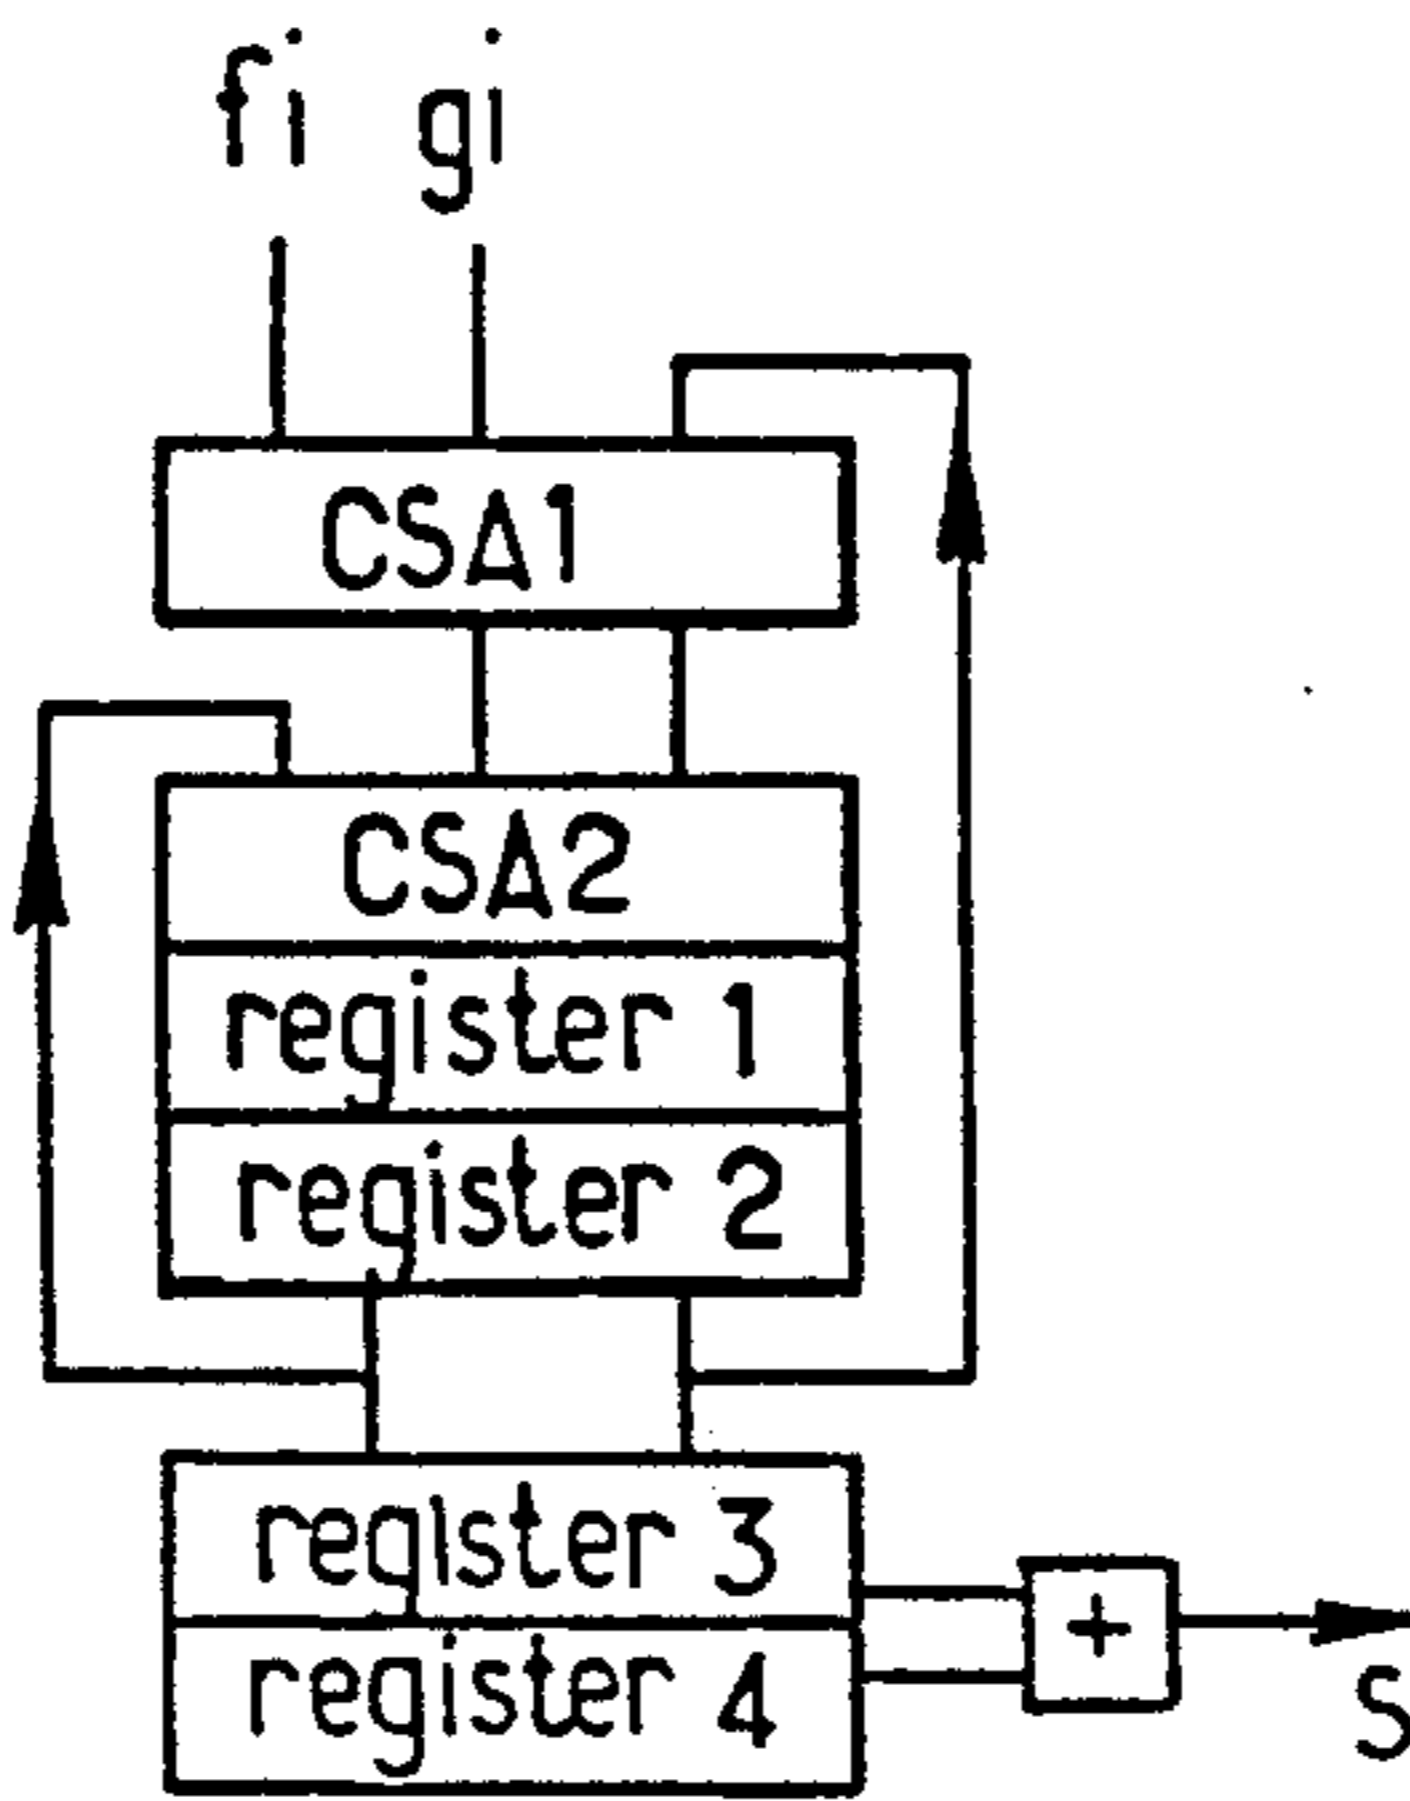 fi gi
CSA1
CSA2
register 1
register 2
register 3
register 4
+
S